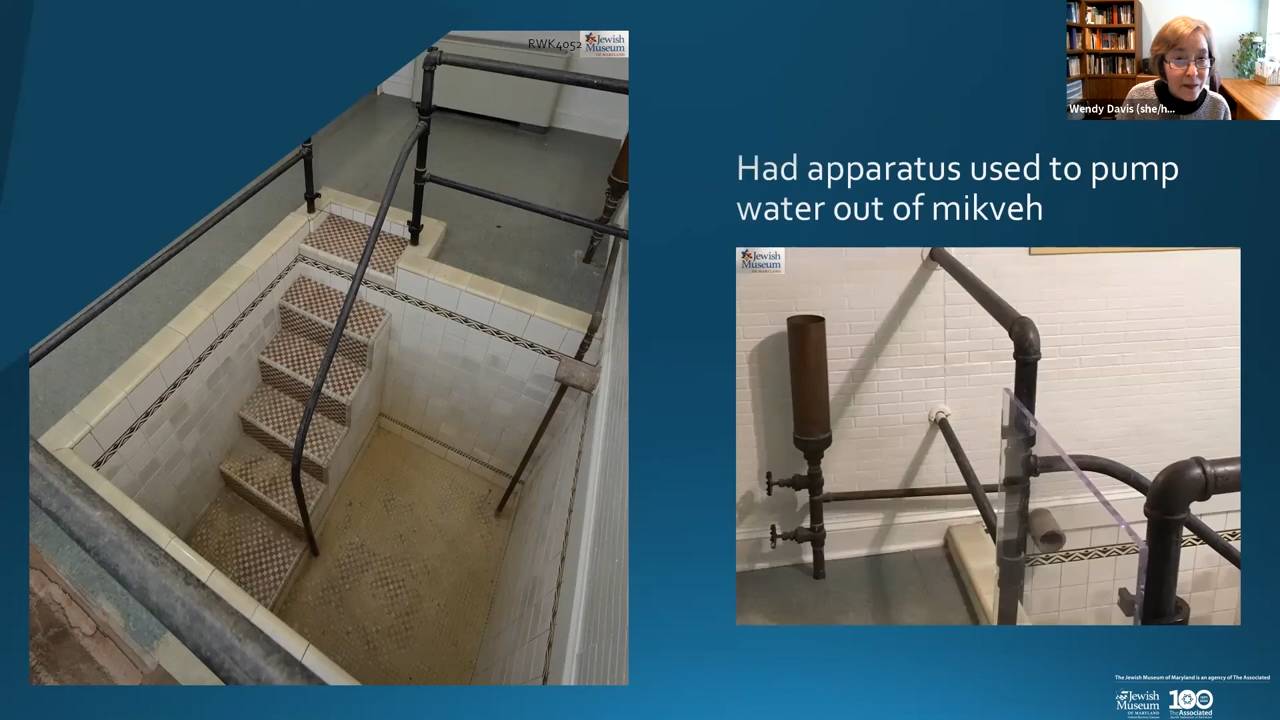 RWK4052
Jewish
Museum
OF MARYLAND
Wendy Davis (she/h...
Had apparatus used to pump
water out of mikveh
Jewish
Museum
OF MARYLAND
The Jewish Museum of Maryland is an agency of The Associated
Jewish
Museum
OF MARYLAND
100
The Associated